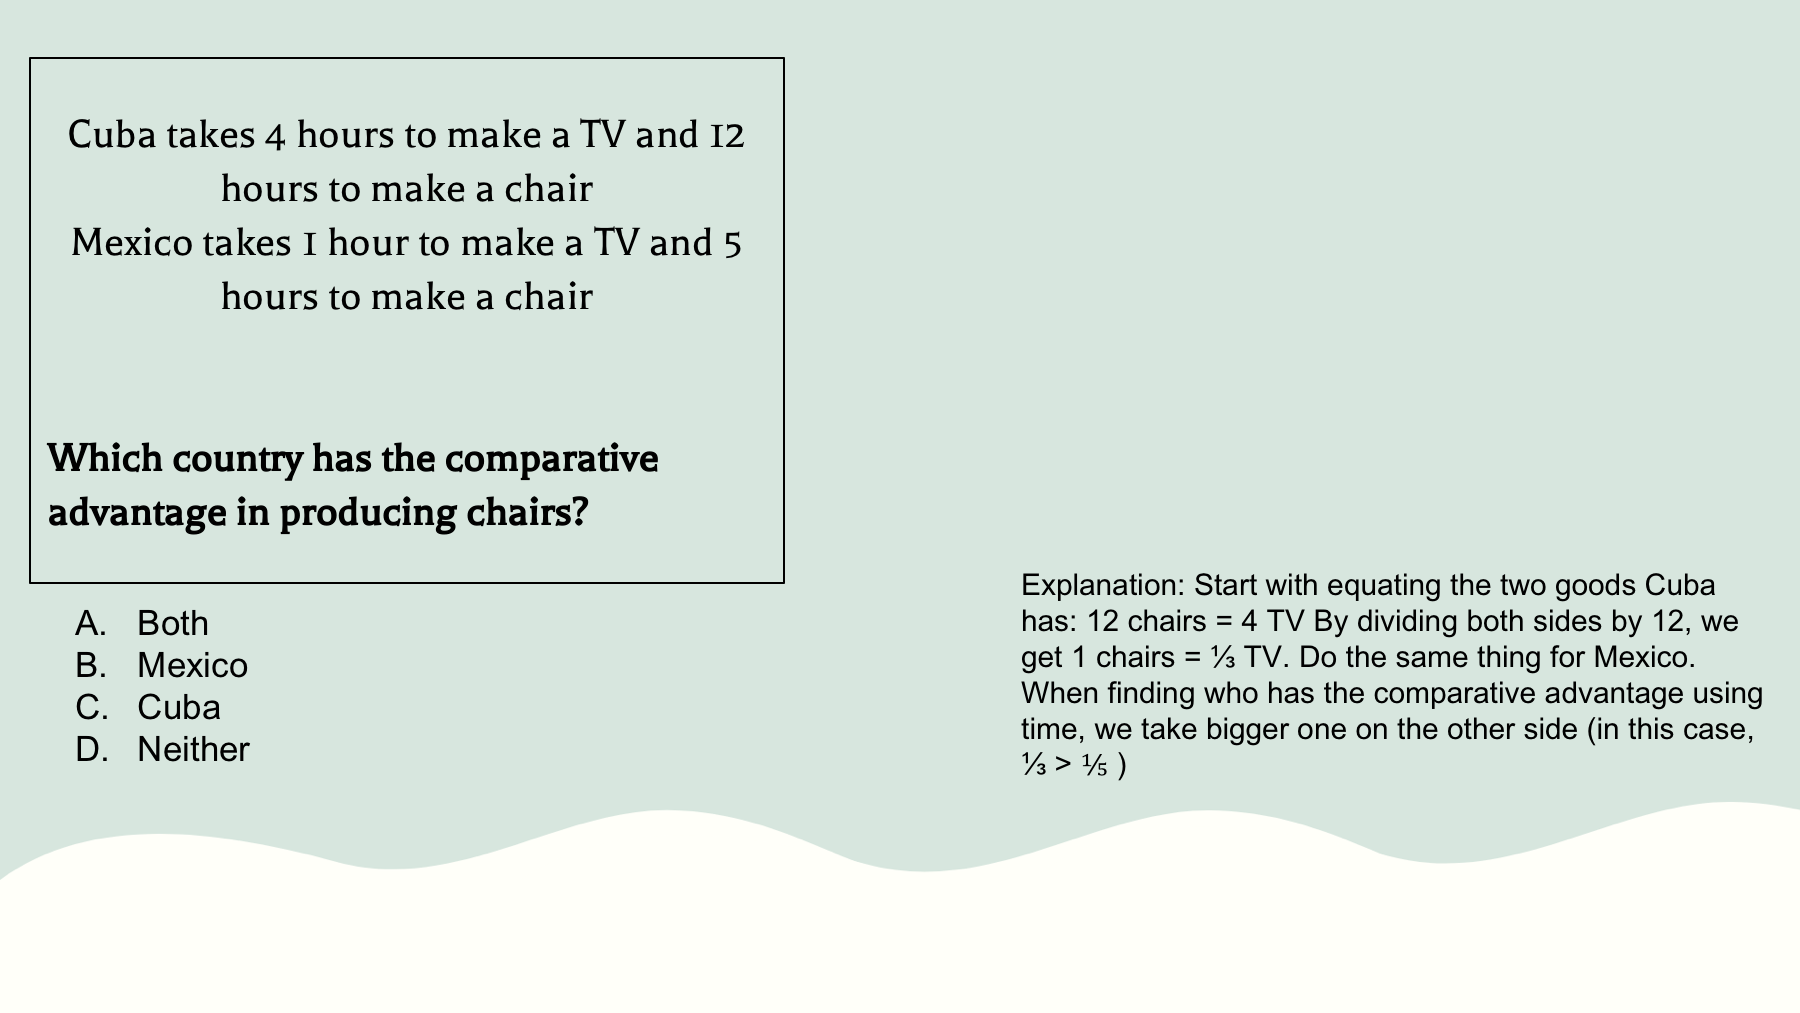 Cuba takes 4 hours to make a TV and 12
hours to make a chair
Mexico takes 1 hour to make a TV and 5
hours to make a chair
Which country has the comparative
advantage in producing chairs?
A. Both
B. Mexico
C. Cuba
D. Neither
Explanation: Start with equating the two goods Cuba
has: 12 chairs = 4 TV By dividing both sides by 12, we
get 1 chairs = ⅓ TV. Do the same thing for Mexico.
When finding who has the comparative advantage using
time, we take bigger one on the other side (in this case,
⅓ > ⅕ )